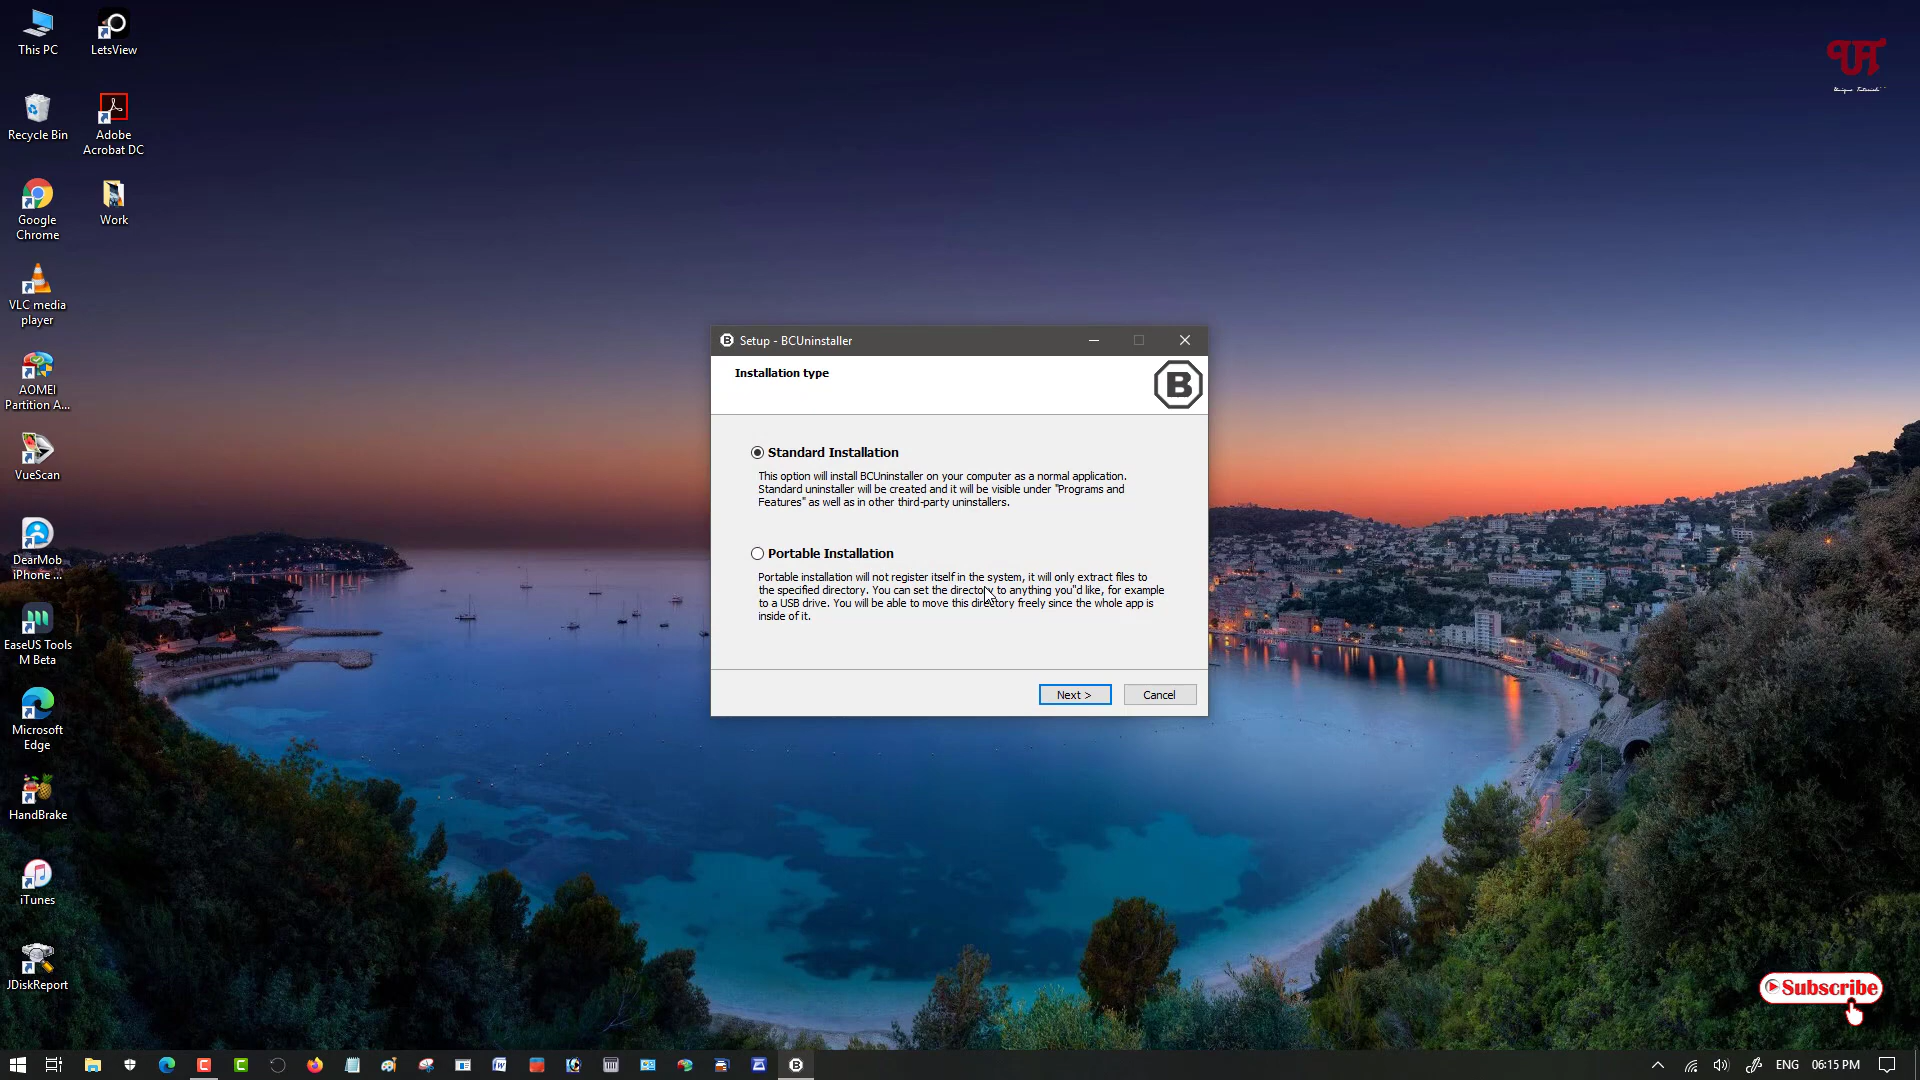 This PC
LetsView
Recycle Bin
Adobe
Acrobat DC
Google
Chrome
Work
VLC media
player
AOMEI
Partition A...
VueScan
DearMob
iPhone ...
EaseUS Tools
M Beta
Microsoft
Edge
HandBrake
iTunes
JDiskReport
UT
Unique Tutorials
Setup - BCUninstaller
Installation type
B
Standard Installation
This option will install BCUninstaller on your computer as a normal application.
Standard uninstaller will be created and it will be visible under "Programs and
Features" as well as in other third-party uninstallers.
Portable Installation
Portable installation will not register itself in the system, it will only extract files to
the specified directory. You can set the directory to anything you"d like, for example
to a USB drive. You will be able to move this directory freely since the whole app is
inside of it.
Next >
Cancel
Subscribe
ENG
06:15 PM